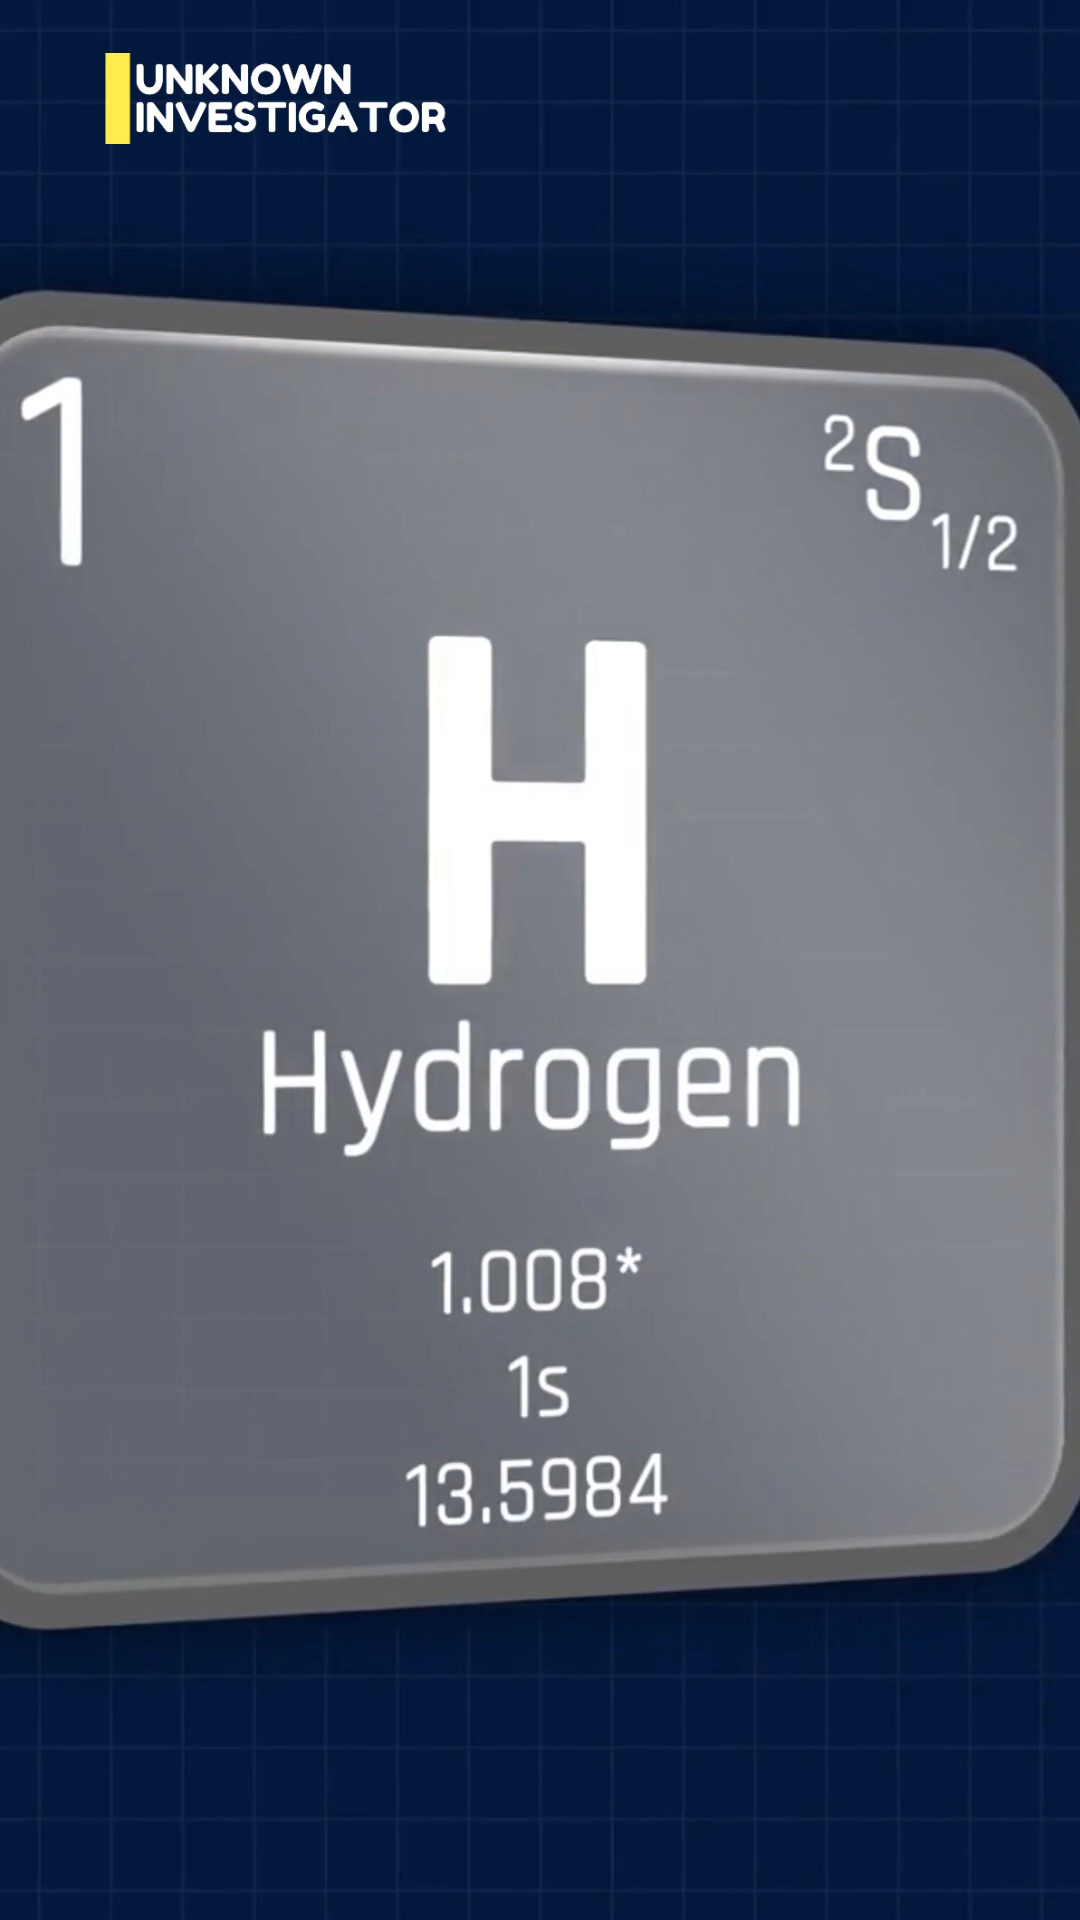 UNKNOWN
INVESTIGATOR
1
²S₁/₂
H
Hydrogen
1.008*
1s
13.5984